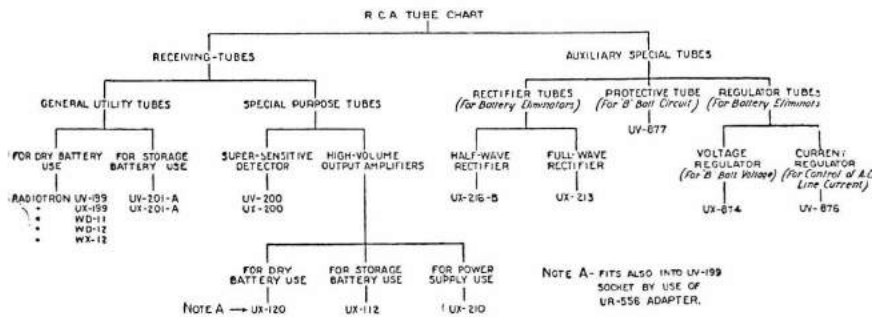 RCA TUBE CHART
RECEIVING-TUBES
AUXILIARY SPECIAL TUBES
GENERAL UTILITY TUBES
SPECIAL PURPOSE TUBES
RECTIFIER TUBES
(For Battery Eliminators)
PROTECTIVE TUBE
(For "B" Batt Circuit)
UV-877
REGULATOR TUBES
(For Battery Eliminators
FOR DRY BATTERY
USE
FOR STORAGE
BATTERY USE
SUPER-SENSITIVE
DETECTOR
HIGH-VOLUME
OUTPUT AMPLIFIERS
HALF-WAVE
RECTIFIER
FULL-WAVE
RECTIFIER
VOLTAGE
REGULATOR
(For "B" Batt Voltage)
CURRENT
REGULATOR
(For Control of A.C.
Line Current)
RADIOTRON UV-199
" UX-199
" WD-11
" WD-12
" WX-12
UV-201-A
UX-201-A
UV-200
UX-200
UX-216-B
UX-213
UX-874
UV-876
FOR DRY
BATTERY USE
FOR STORAGE
BATTERY USE
FOR POWER
SUPPLY USE
NOTE A → UX-120
UX-112
UX-210
NOTE A- FITS ALSO INTO UV-199
SOCKET BY USE OF
UR-556 ADAPTER.